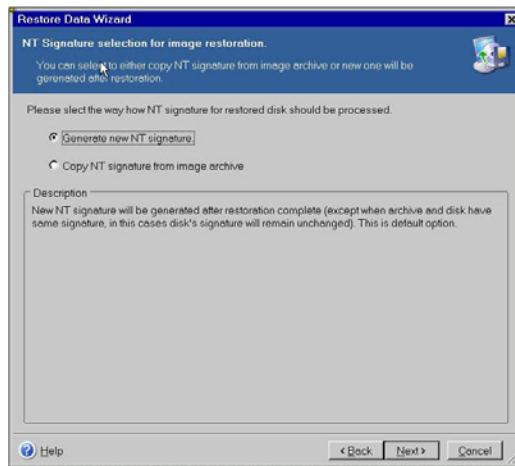 Restore Data Wizard
NT Signature selection for image restoration.
You can select to either copy NT signature from image archive or new one will be
gerenated after restoration.
Please slect the way how NT signature for restored disk should be processed.
Generate new NT signature.
Copy NT signature from image archive
Description
New NT signature will be generated after restoration complete (except when archive and disk have
same signature, in this cases disk's signature will remain unchanged). This is default option.
Help
< Back
Next >
Cancel